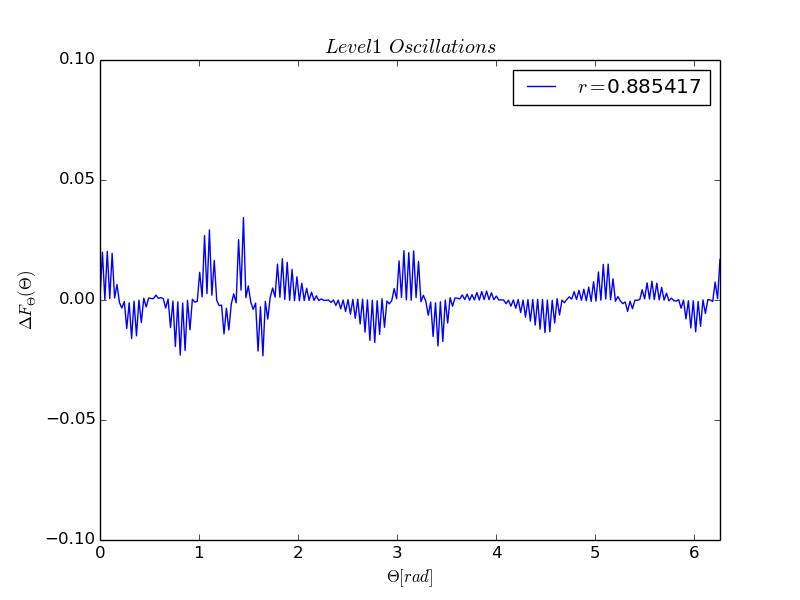 Level1 Oscillations
r=0.885417
0.10
0.05
0.00
−0.05
−0.10
ΔF_Θ(Θ)
0 1 2 3 4 5 6
Θ[rad]